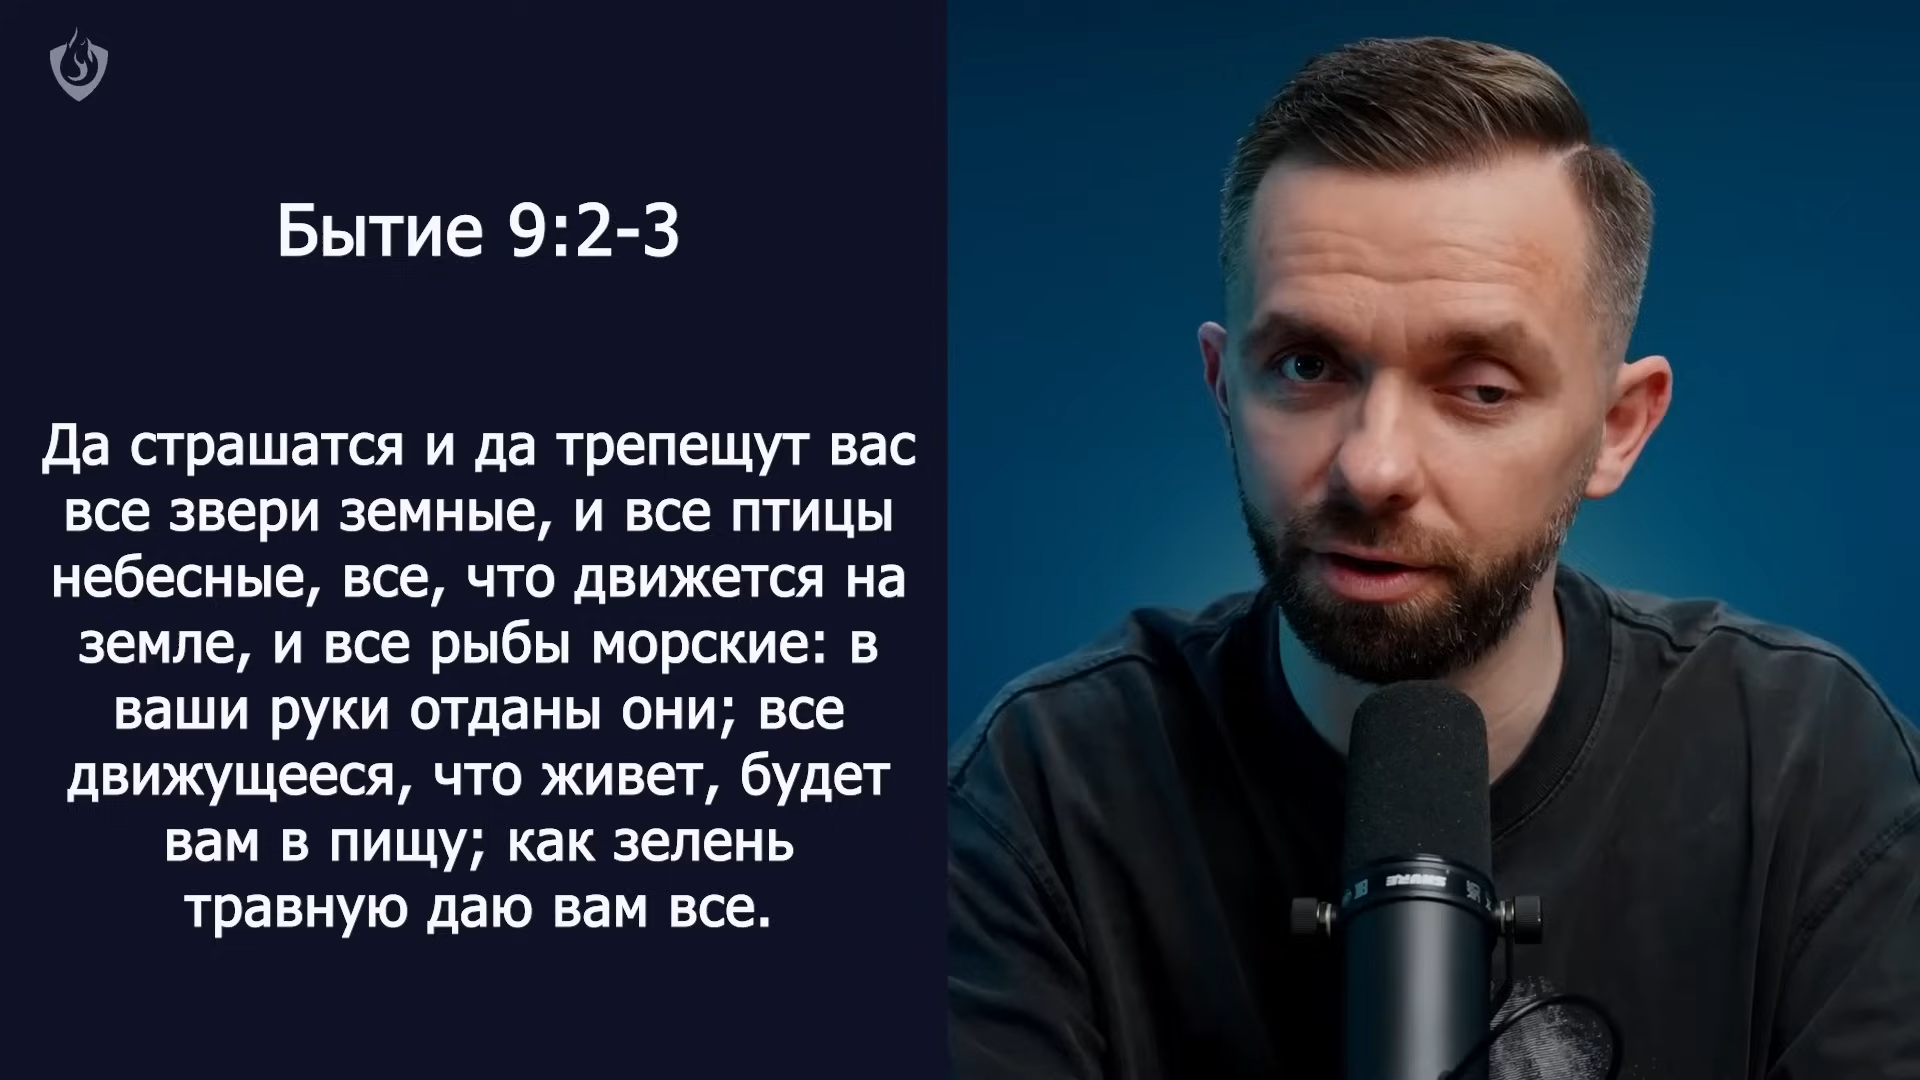 Бытие 9:2-3
Да страшатся и да трепещут вас
все звери земные, и все птицы
небесные, все, что движется на
земле, и все рыбы морские: в
ваши руки отданы они; все
движущееся, что живет, будет
вам в пищу; как зелень
травную даю вам все.
SHURE